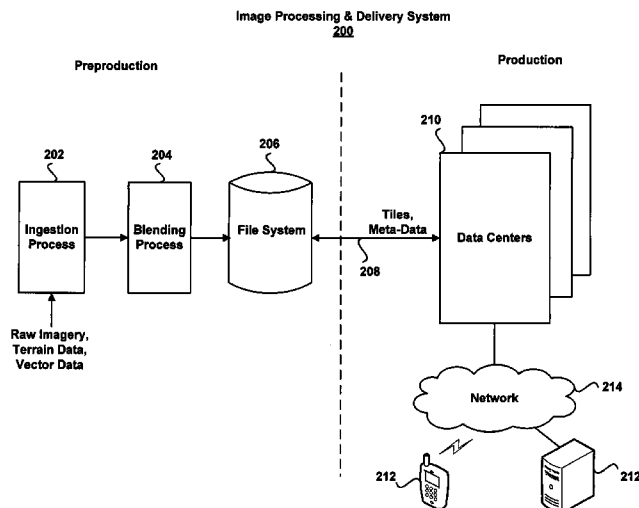 Image Processing & Delivery System
200
Preproduction
Production
202
204
206
210
Ingestion
Process
Blending
Process
File System
Tiles,
Meta-Data
208
Data Centers
Raw Imagery,
Terrain Data,
Vector Data
Network
214
212
212